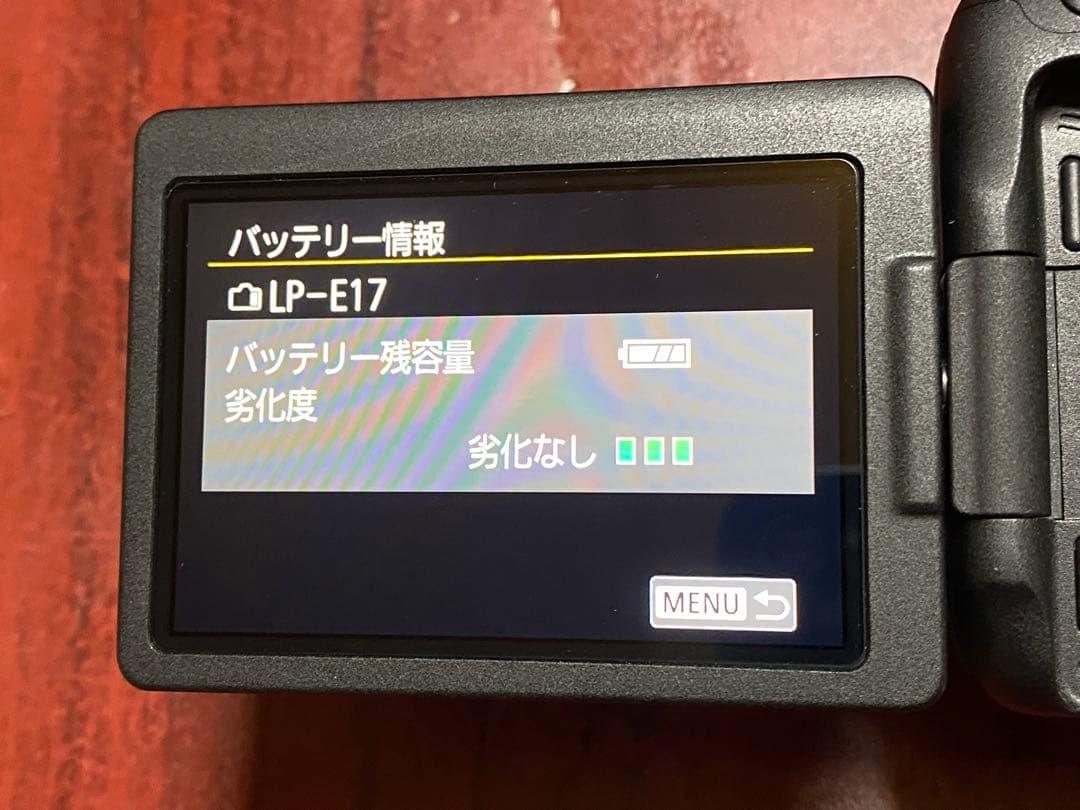 バッテリー情報
LP-E17
バッテリー残容量
劣化度
劣化なし
MENU